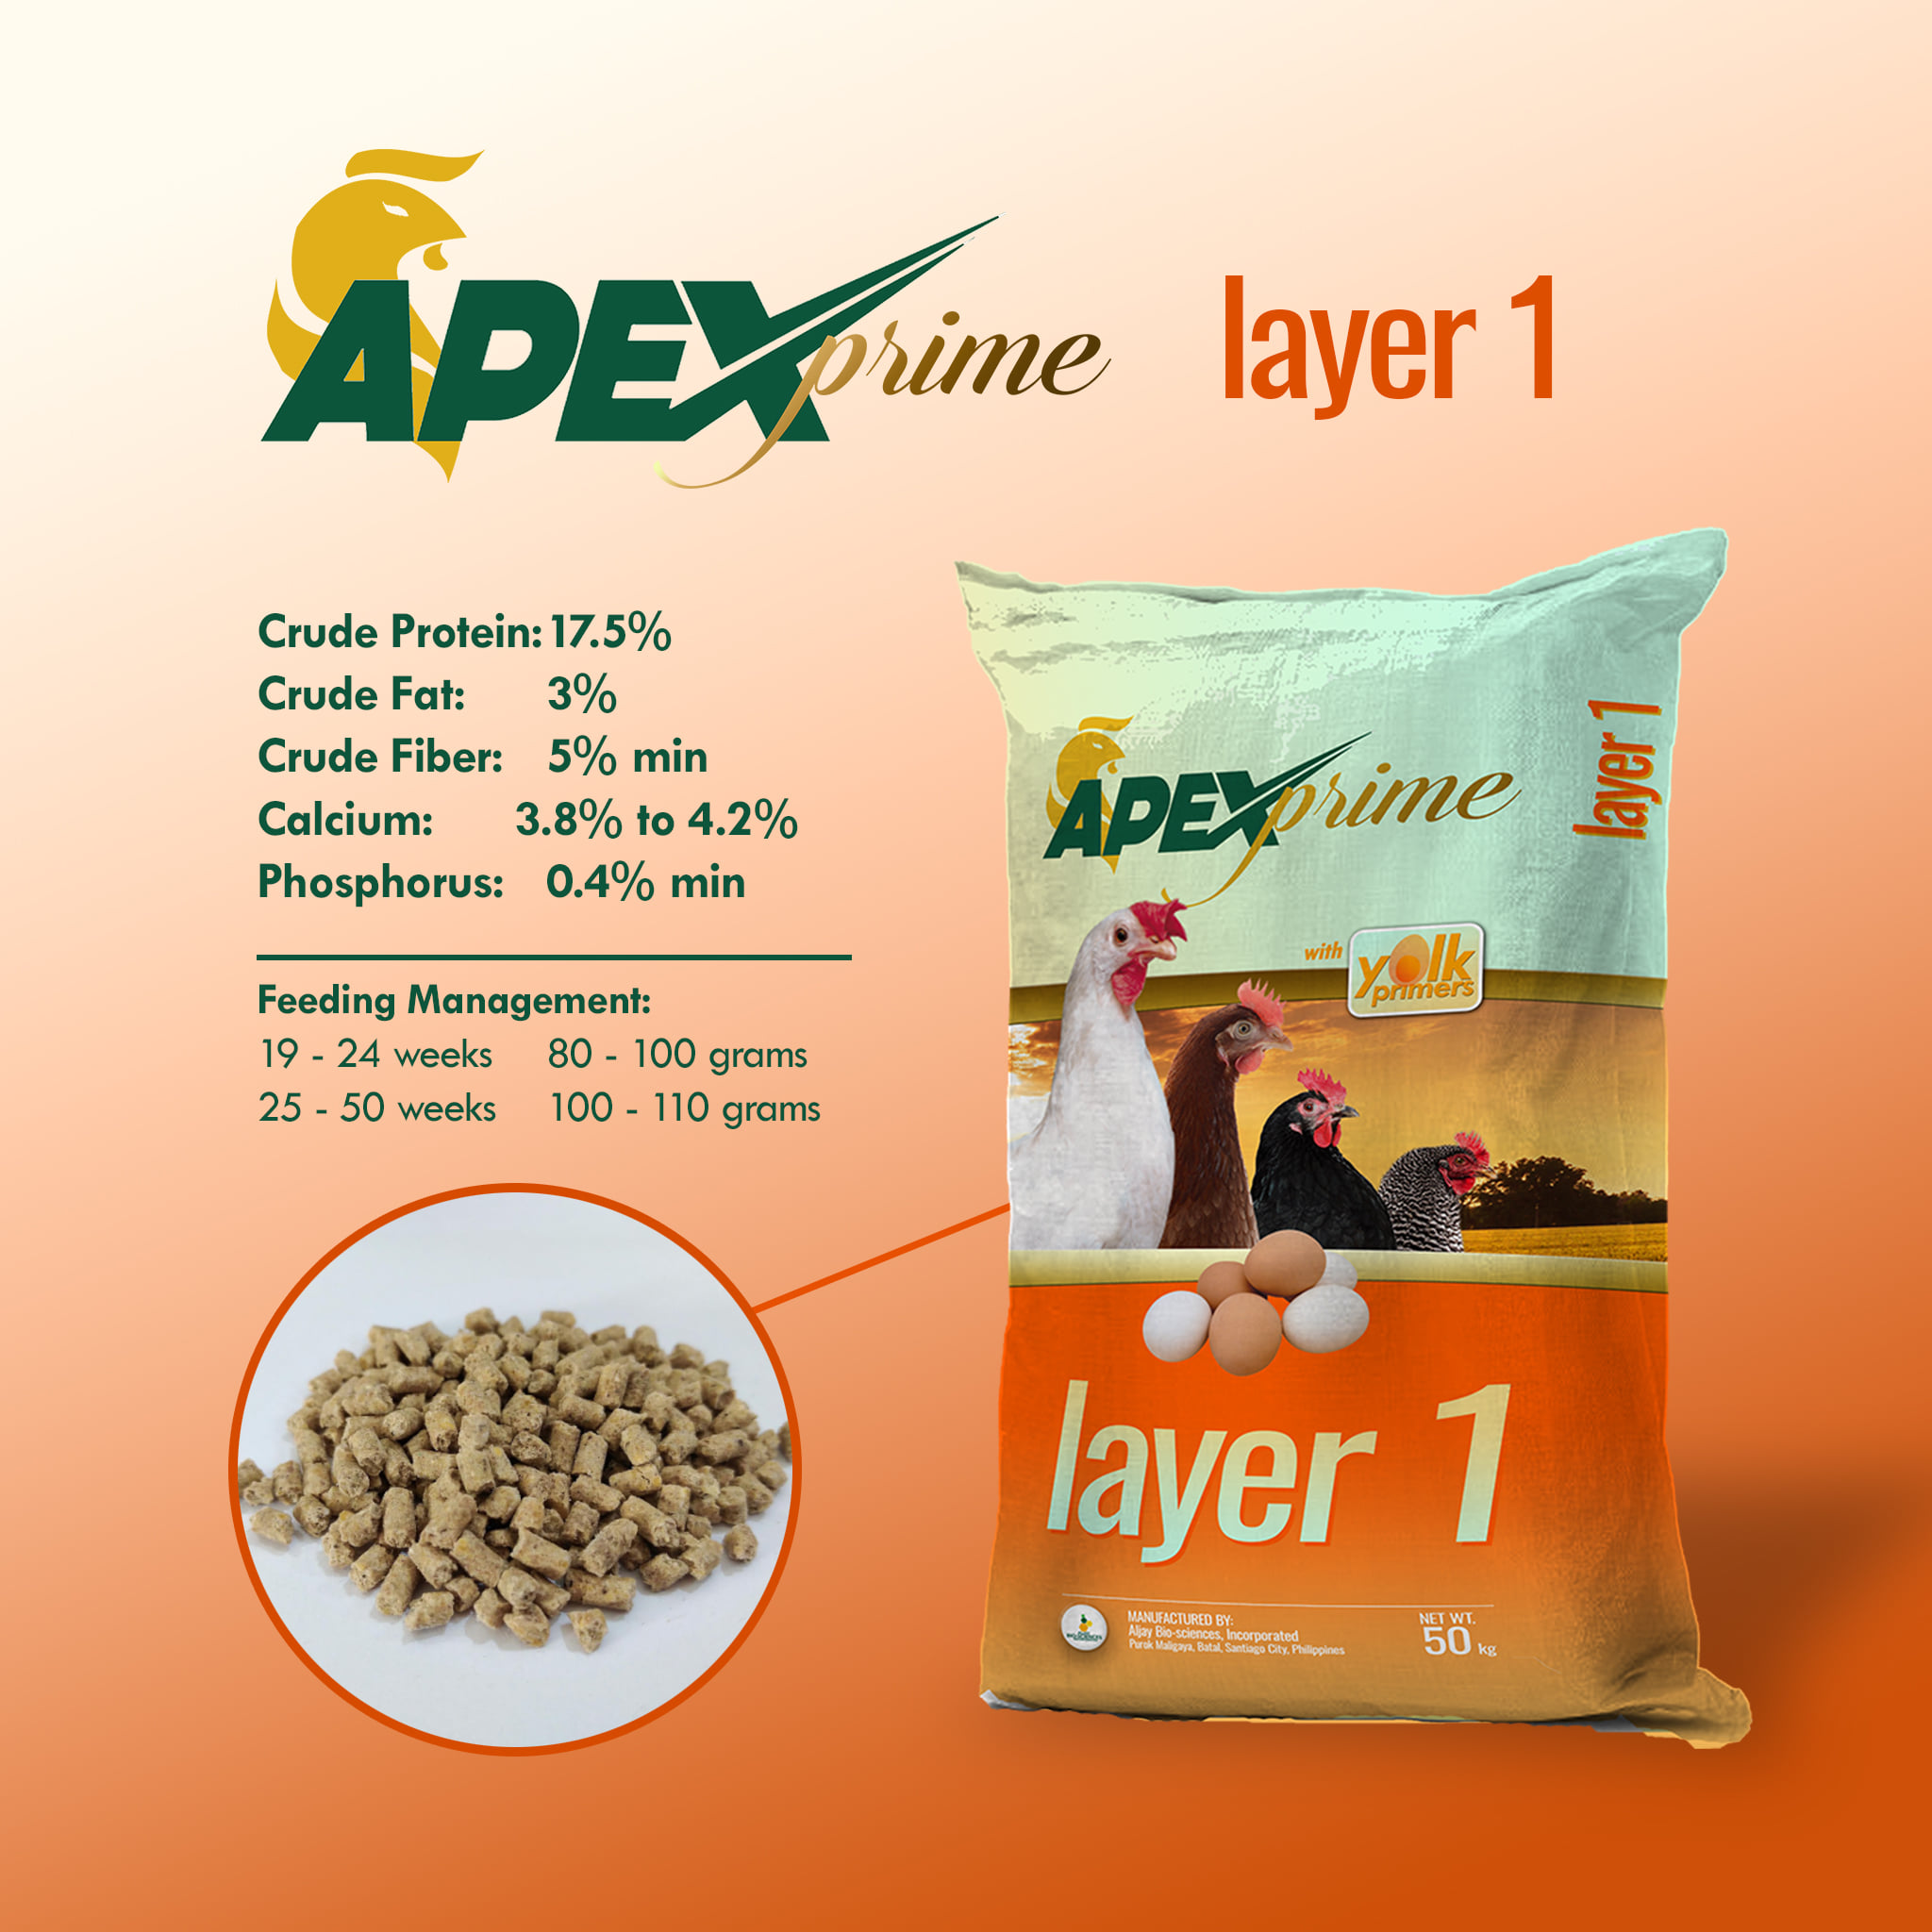 APEX prime
layer 1
Crude Protein: 17.5%
Crude Fat: 3%
Crude Fiber: 5% min
Calcium: 3.8% to 4.2%
Phosphorus: 0.4% min
Feeding Management:
19 - 24 weeks 80 - 100 grams
25 - 50 weeks 100 - 110 grams
APEX prime
layer 1
with yolk
primers
layer 1
MANUFACTURED BY:
Aljay Bio-sciences, Incorporated
Purok Maligaya, Batal, Santiago City, Philippines
NET WT.
50 kg